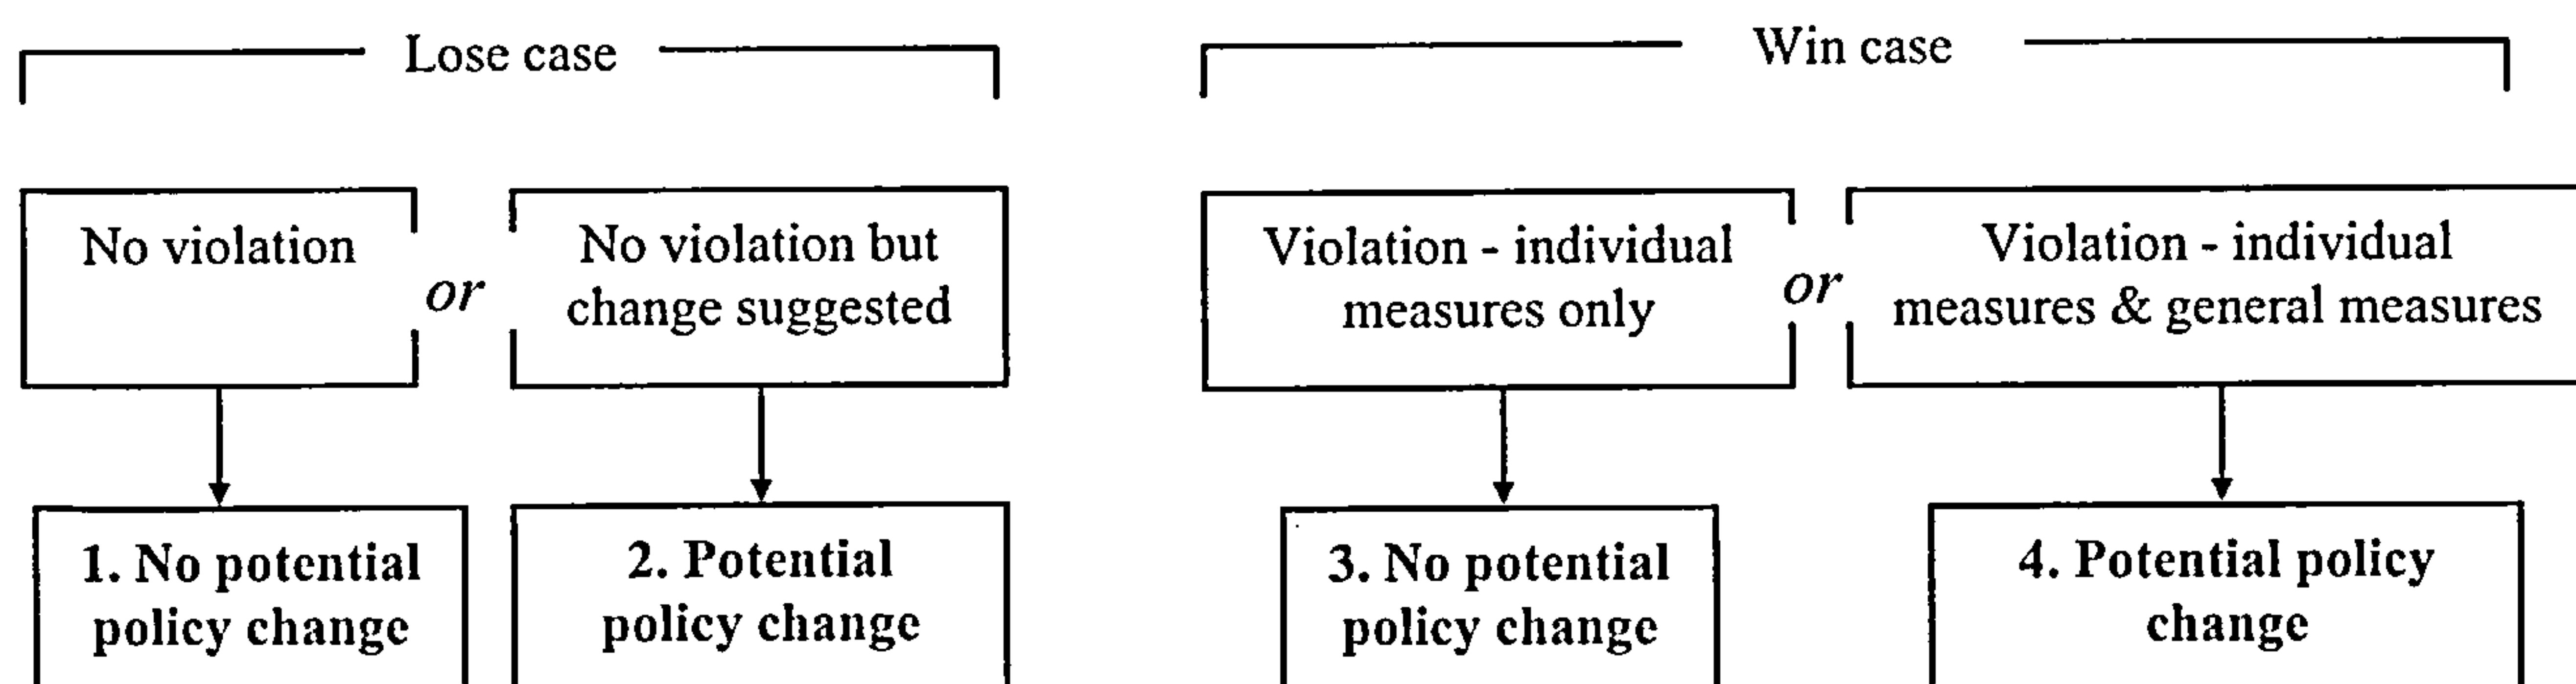 Lose case
Win case
No violation
or
No violation but
change suggested
Violation - individual
measures only
or
Violation - individual
measures & general measures
1. No potential
policy change
2. Potential
policy change
3. No potential
policy change
4. Potential policy
change